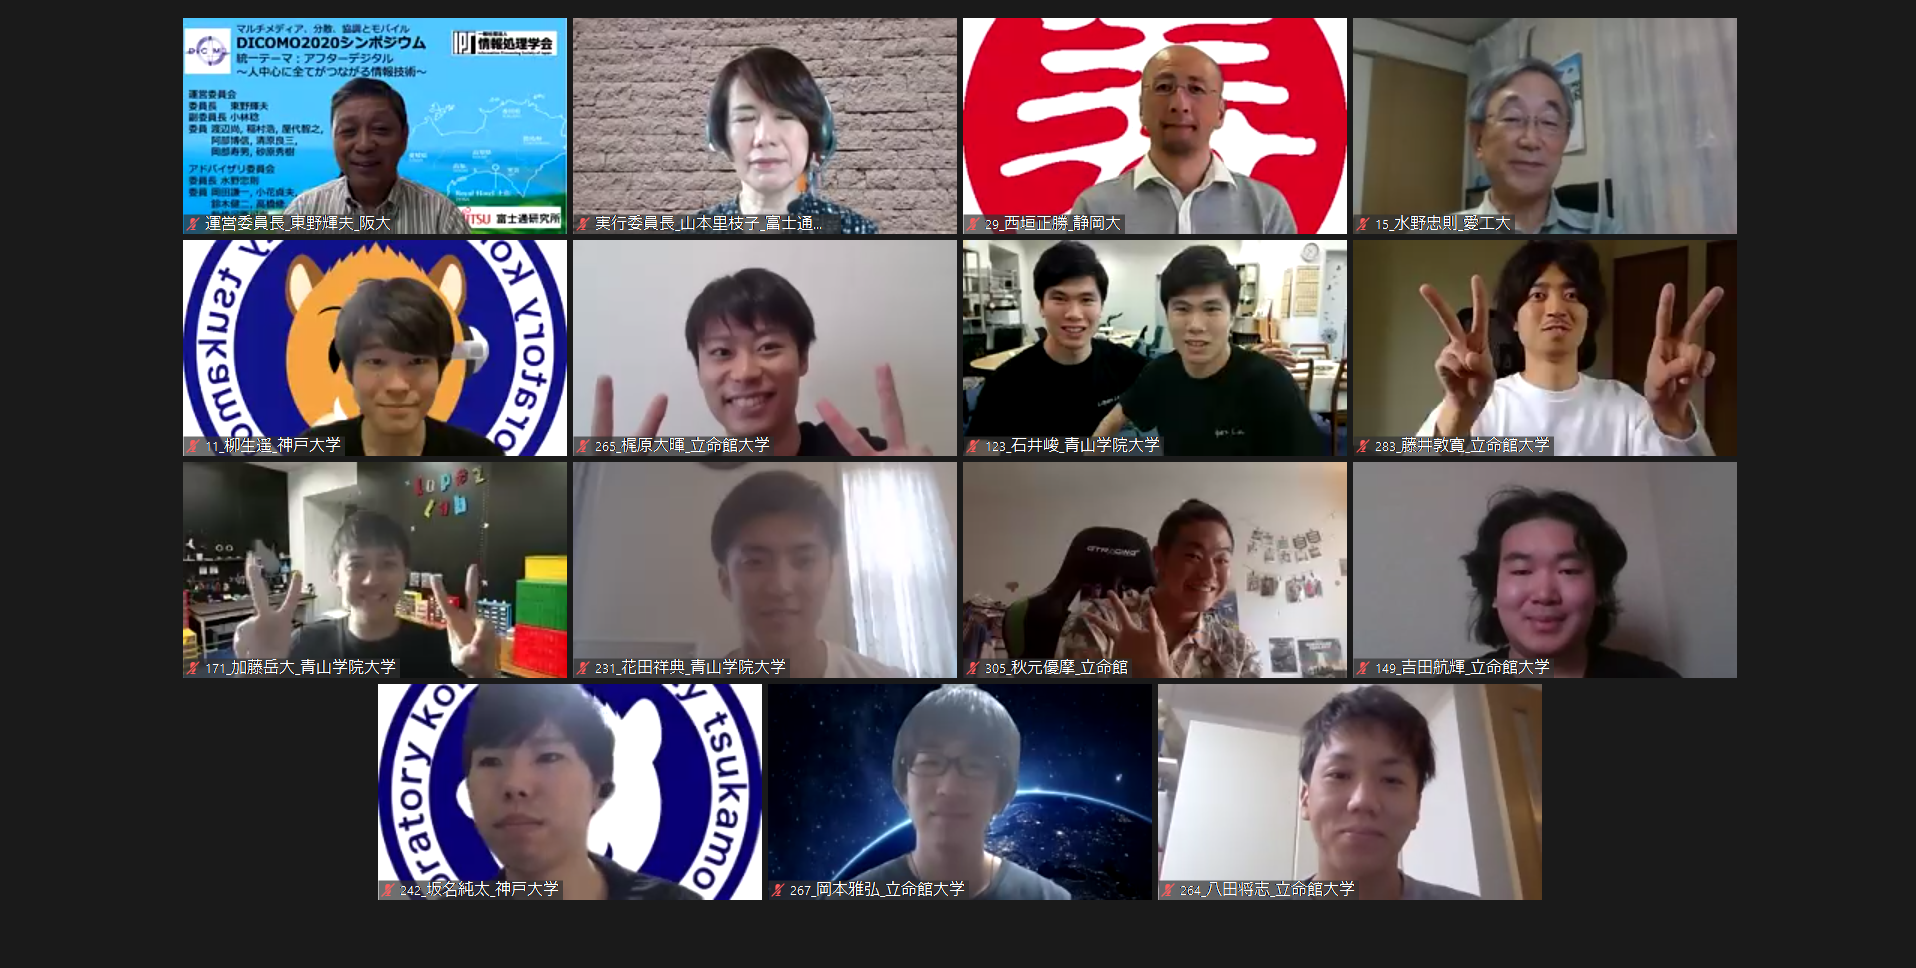 マルチメディア、分散、協調とモバイル
DICOMO2020シンポジウム
統一テーマ：アフターデジタル
～人中心に全てがつながる情報技術～
情報処理学会
運営委員会
委員長 東野輝夫
副委員長 小林稔
委員 渡辺尚, 稲村浩, 屋代智之,
阿部博信, 清原良三,
岡部寿男, 砂原秀樹
アドバイザリ委員会
委員長 水野忠則
委員 岡田謙一, 小花貞夫,
富士通研究所
運営委員長_東野輝夫_阪大
実行委員長_山本里枝子_富士通...
29_西垣正勝_静岡大
15_水野忠則_愛工大
11_柳生遥_神戸大学
265_梶原大暉_立命館大学
123_石井峻_青山学院大学
283_藤井敦寛_立命館大学
lopez
lab
171_加藤岳大_青山学院大学
231_花田祥典_青山学院大学
GTRACING
305_秋元優摩_立命館
149_吉田航輝_立命館大学
242_坂名純太_神戸大学
267_岡本雅弘_立命館大学
264_八田将志_立命館大学